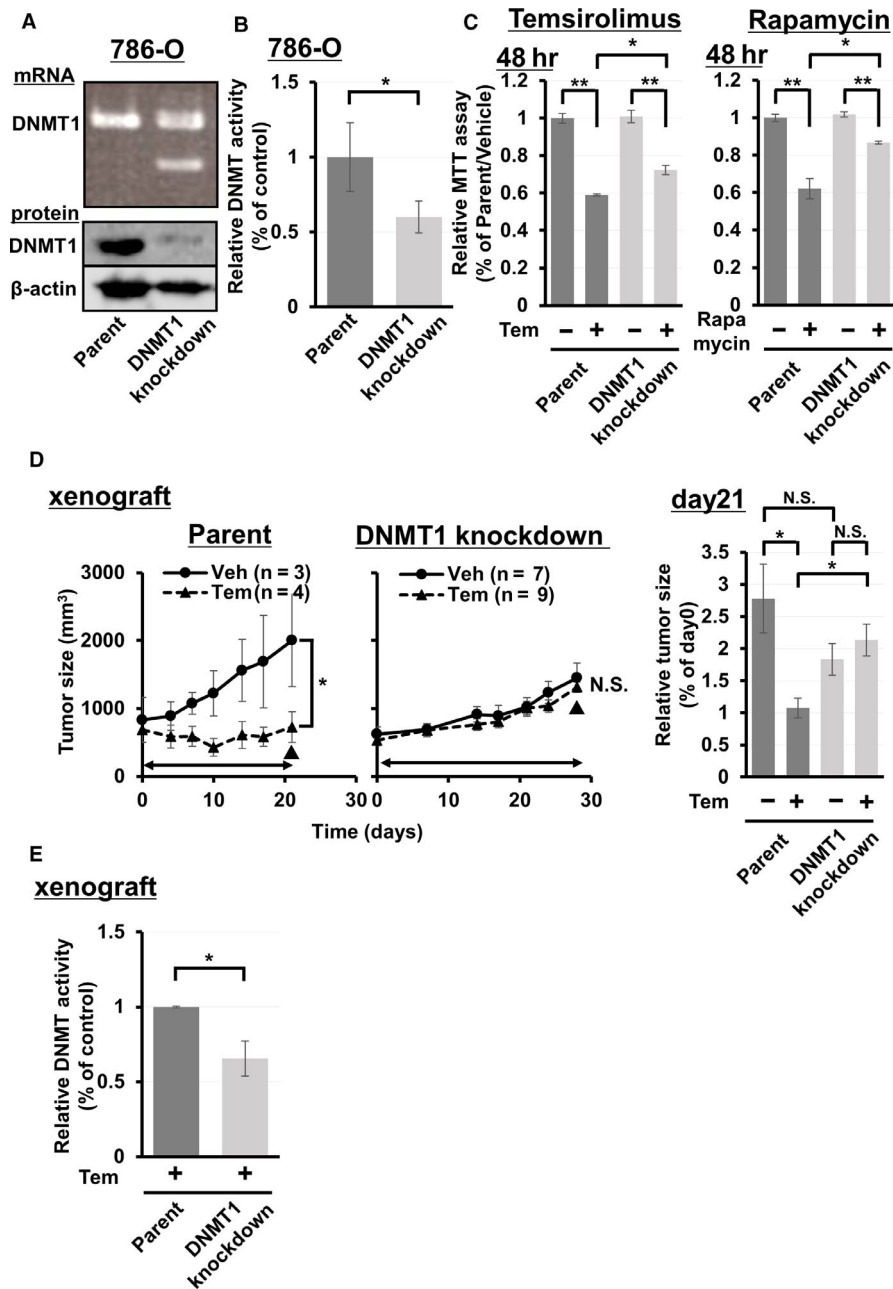 A
786-O
mRNA
DNMT1
protein
DNMT1
β-actin
Parent
DNMT1
knockdown
B
786-O
Relative DNMT activity
(% of control)
1.5
*
1
0.5
0
Parent
DNMT1
knockdown
C
Temsirolimus
48 hr
Relative MTT assay
(% of Parent/Vehicle)
*
** **
1.2
1
0.8
0.6
0.4
0.2
0
Tem − + − +
Parent
DNMT1
knockdown
Rapamycin
48 hr
*
** **
1.2
1
0.8
0.6
0.4
0.2
0
Rapa
mycin − + − +
Parent
DNMT1
knockdown
D
xenograft
Parent
Veh (n = 3)
Tem (n = 4)
Tumor size (mm³)
3000
2000
1000
0
*
0 10 20 30
DNMT1 knockdown
Veh (n = 7)
Tem (n = 9)
N.S.
0 10 20 30
Time (days)
day21
N.S.
* N.S.
*
Relative tumor size
(% of day0)
3.5
3
2.5
2
1.5
1
0.5
0
Tem − + − +
Parent
DNMT1
knockdown
E
xenograft
Relative DNMT activity
(% of control)
1.5
*
1
0.5
0
Tem + +
Parent
DNMT1
knockdown